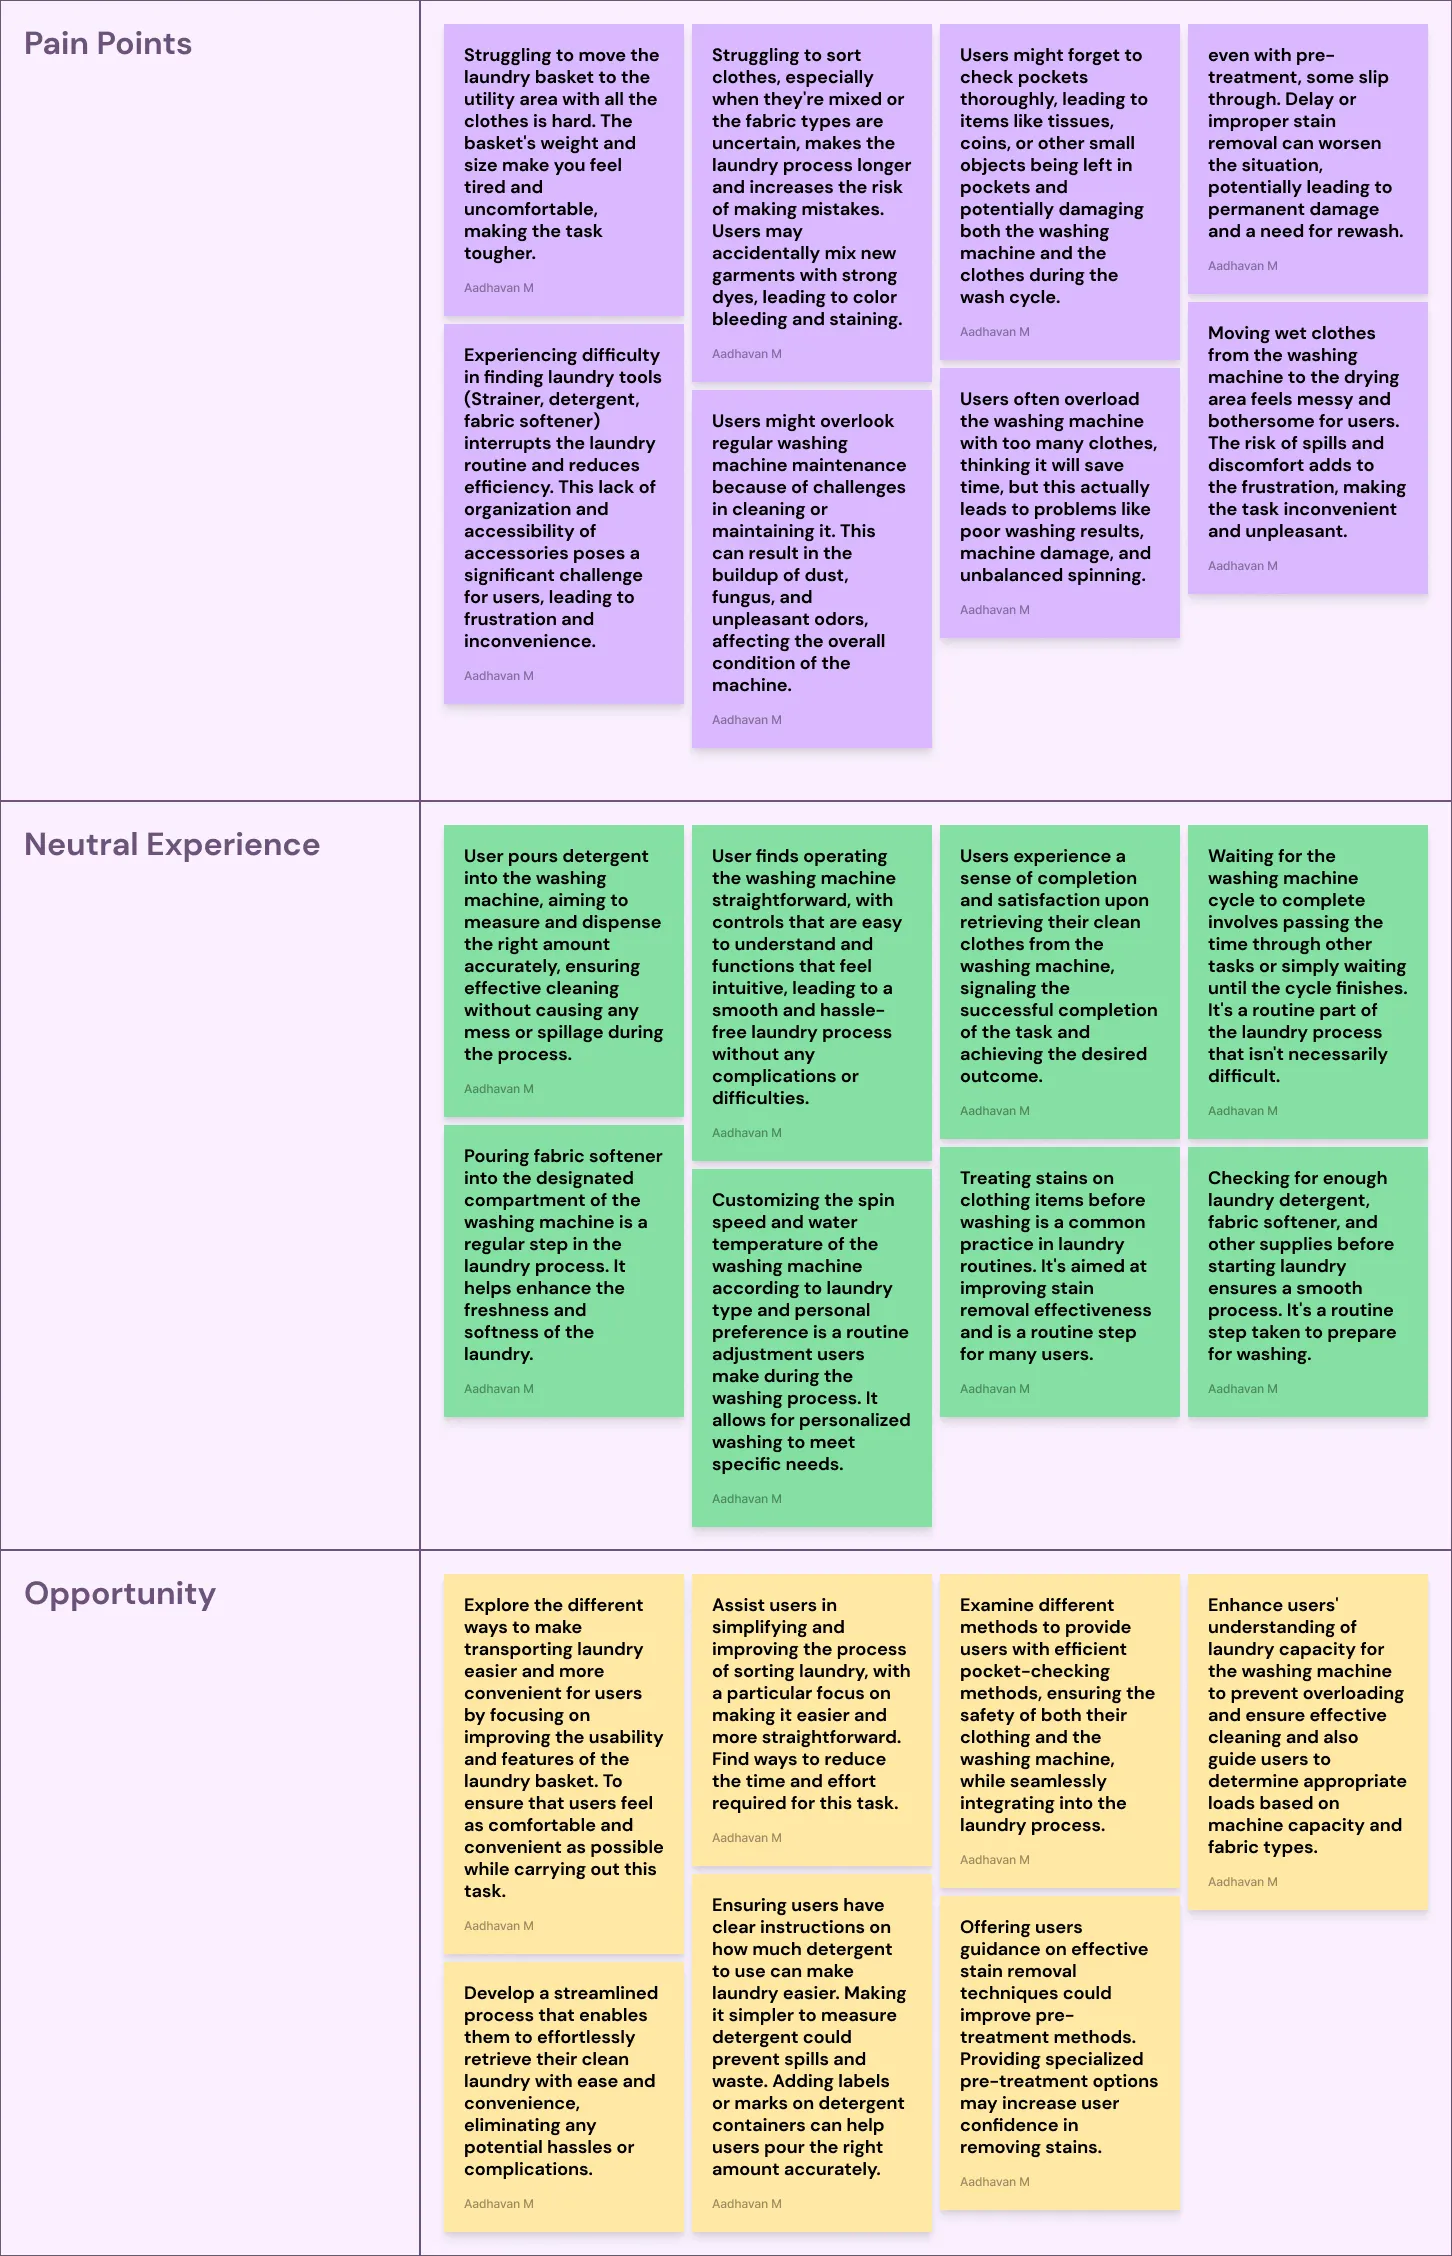 Pain Points
Struggling to move the
laundry basket to the
utility area with all the
clothes is hard. The
basket's weight and
size make you feel
tired and
uncomfortable,
making the task
tougher.
Aadhavan M
Experiencing difficulty
in finding laundry tools
(Strainer, detergent,
fabric softener)
interrupts the laundry
routine and reduces
efficiency. This lack of
organization and
accessibility of
accessories poses a
significant challenge
for users, leading to
frustration and
inconvenience.
Aadhavan M
Struggling to sort
clothes, especially
when they're mixed or
the fabric types are
uncertain, makes the
laundry process longer
and increases the risk
of making mistakes.
Users may
accidentally mix new
garments with strong
dyes, leading to color
bleeding and staining.
Aadhavan M
Users might overlook
regular washing
machine maintenance
because of challenges
in cleaning or
maintaining it. This
can result in the
buildup of dust,
fungus, and
unpleasant odors,
affecting the overall
condition of the
machine.
Aadhavan M
Users might forget to
check pockets
thoroughly, leading to
items like tissues,
coins, or other small
objects being left in
pockets and
potentially damaging
both the washing
machine and the
clothes during the
wash cycle.
Aadhavan M
Users often overload
the washing machine
with too many clothes,
thinking it will save
time, but this actually
leads to problems like
poor washing results,
machine damage, and
unbalanced spinning.
Aadhavan M
even with pre-
treatment, some slip
through. Delay or
improper stain
removal can worsen
the situation,
potentially leading to
permanent damage
and a need for rewash.
Aadhavan M
Moving wet clothes
from the washing
machine to the drying
area feels messy and
bothersome for users.
The risk of spills and
discomfort adds to
the frustration, making
the task inconvenient
and unpleasant.
Aadhavan M
Neutral Experience
User pours detergent
into the washing
machine, aiming to
measure and dispense
the right amount
accurately, ensuring
effective cleaning
without causing any
mess or spillage during
the process.
Aadhavan M
Pouring fabric softener
into the designated
compartment of the
washing machine is a
regular step in the
laundry process. It
helps enhance the
freshness and
softness of the
laundry.
Aadhavan M
User finds operating
the washing machine
straightforward, with
controls that are easy
to understand and
functions that feel
intuitive, leading to a
smooth and hassle-
free laundry process
without any
complications or
difficulties.
Aadhavan M
Customizing the spin
speed and water
temperature of the
washing machine
according to laundry
type and personal
preference is a routine
adjustment users
make during the
washing process. It
allows for personalized
washing to meet
specific needs.
Aadhavan M
Users experience a
sense of completion
and satisfaction upon
retrieving their clean
clothes from the
washing machine,
signaling the
successful completion
of the task and
achieving the desired
outcome.
Aadhavan M
Treating stains on
clothing items before
washing is a common
practice in laundry
routines. It's aimed at
improving stain
removal effectiveness
and is a routine step
for many users.
Aadhavan M
Waiting for the
washing machine
cycle to complete
involves passing the
time through other
tasks or simply waiting
until the cycle finishes.
It's a routine part of
the laundry process
that isn't necessarily
difficult.
Aadhavan M
Checking for enough
laundry detergent,
fabric softener, and
other supplies before
starting laundry
ensures a smooth
process. It's a routine
step taken to prepare
for washing.
Aadhavan M
Opportunity
Explore the different
ways to make
transporting laundry
easier and more
convenient for users
by focusing on
improving the usability
and features of the
laundry basket. To
ensure that users feel
as comfortable and
convenient as possible
while carrying out this
task.
Aadhavan M
Develop a streamlined
process that enables
them to effortlessly
retrieve their clean
laundry with ease and
convenience,
eliminating any
potential hassles or
complications.
Aadhavan M
Assist users in
simplifying and
improving the process
of sorting laundry, with
a particular focus on
making it easier and
more straightforward.
Find ways to reduce
the time and effort
required for this task.
Aadhavan M
Ensuring users have
clear instructions on
how much detergent
to use can make
laundry easier. Making
it simpler to measure
detergent could
prevent spills and
waste. Adding labels
or marks on detergent
containers can help
users pour the right
amount accurately.
Aadhavan M
Examine different
methods to provide
users with efficient
pocket-checking
methods, ensuring the
safety of both their
clothing and the
washing machine,
while seamlessly
integrating into the
laundry process.
Aadhavan M
Offering users
guidance on effective
stain removal
techniques could
improve pre-
treatment methods.
Providing specialized
pre-treatment options
may increase user
confidence in
removing stains.
Aadhavan M
Enhance users'
understanding of
laundry capacity for
the washing machine
to prevent overloading
and ensure effective
cleaning and also
guide users to
determine appropriate
loads based on
machine capacity and
fabric types.
Aadhavan M